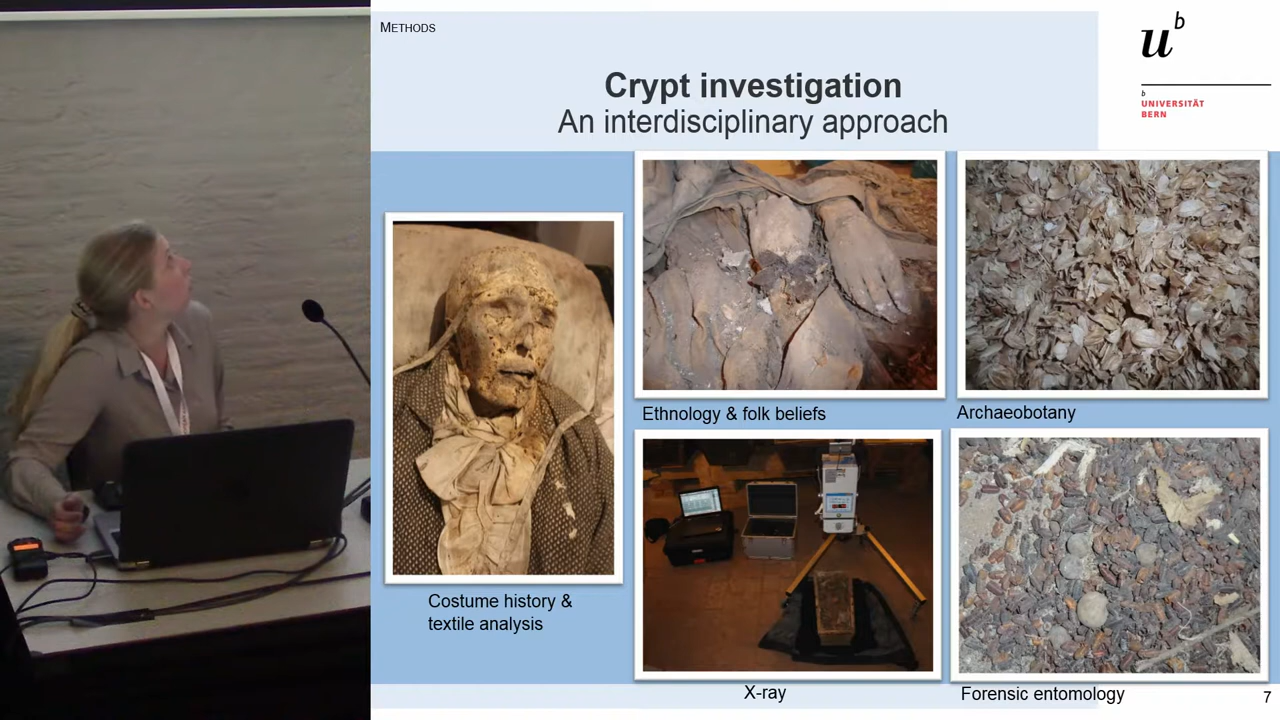 METHODS
Crypt investigation
An interdisciplinary approach
u^b
b
UNIVERSITÄT
BERN
Costume history &
textile analysis
Ethnology & folk beliefs
Archaeobotany
X-ray
Forensic entomology
7